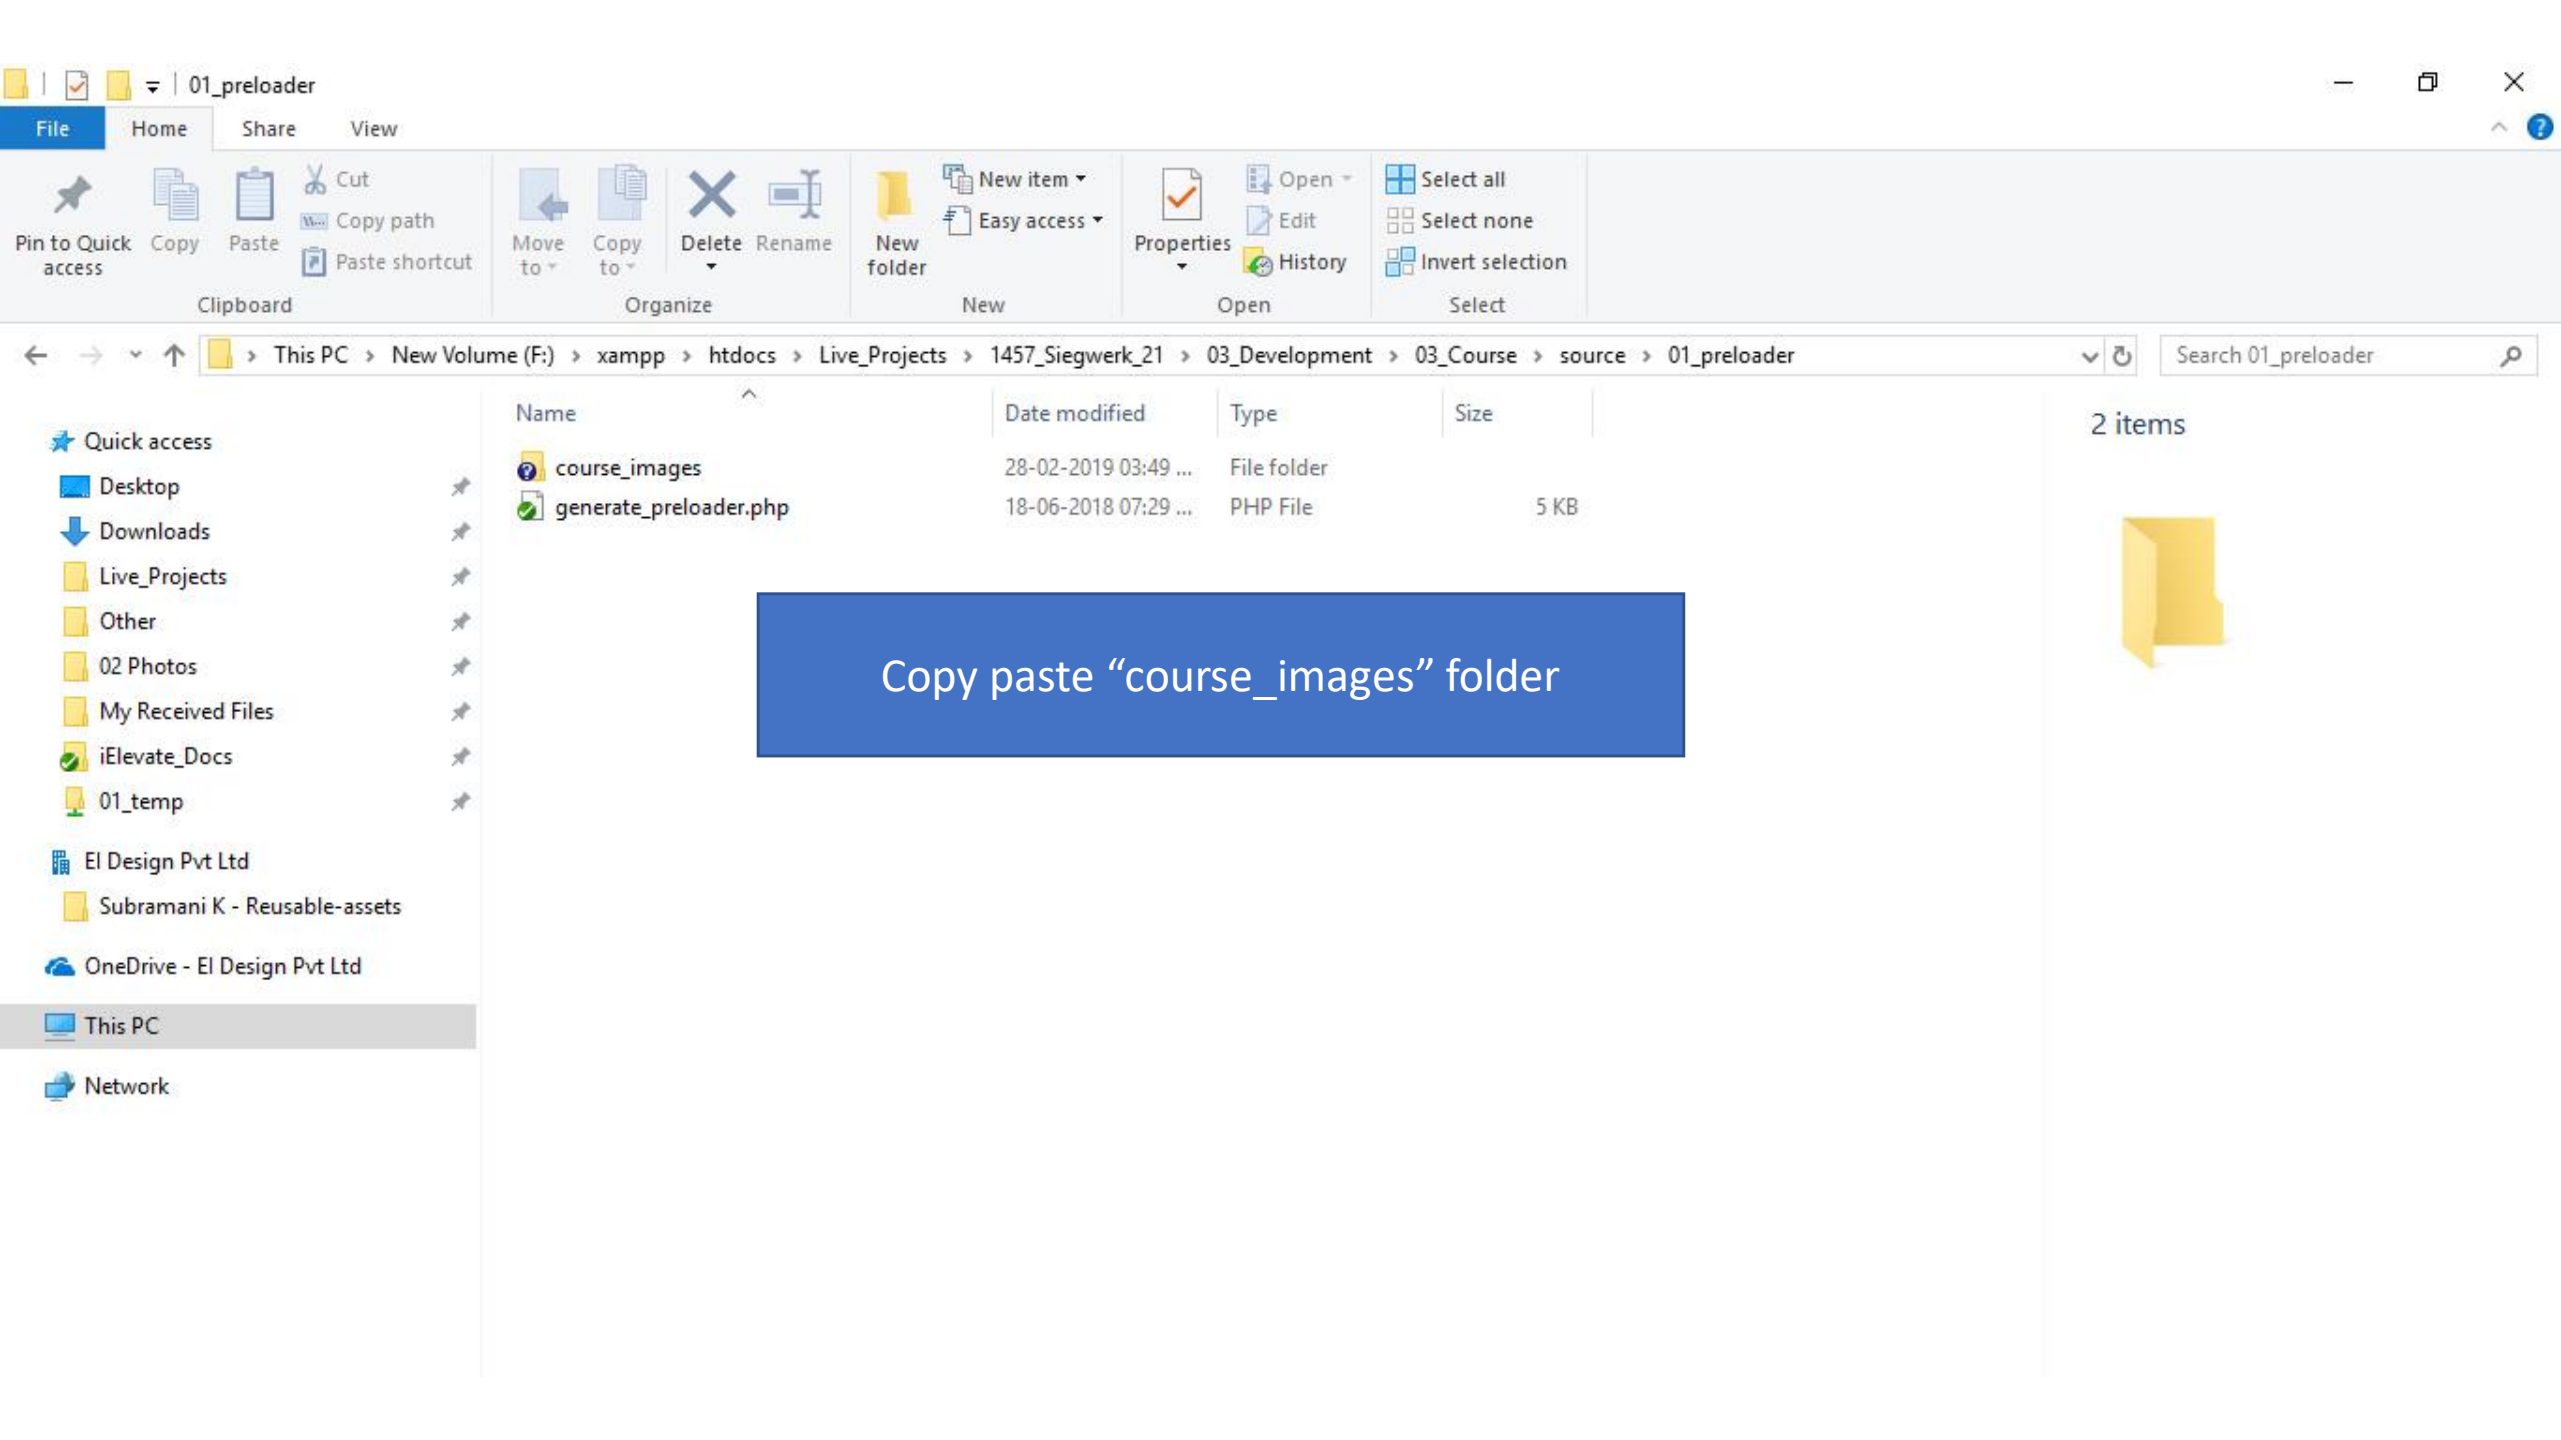 01_preloader
File Home Share View
Pin to Quick access
Copy
Paste
Cut
Copy path
Paste shortcut
Clipboard
Move to
Copy to
Delete
Rename
Organize
New folder
New item
Easy access
New
Properties
Open
Edit
History
Open
Select all
Select none
Invert selection
Select
This PC > New Volume (F:) > xampp > htdocs > Live_Projects > 1457_Siegwerk_21 > 03_Development > 03_Course > source > 01_preloader
Search 01_preloader
Quick access
Desktop
Downloads
Live_Projects
Other
02 Photos
My Received Files
iElevate_Docs
01_temp
EI Design Pvt Ltd
Subramani K - Reusable-assets
OneDrive - EI Design Pvt Ltd
This PC
Network
Name Date modified Type Size
course_images 28-02-2019 03:49 ... File folder
generate_preloader.php 18-06-2018 07:29 ... PHP File 5 KB
Copy paste “course_images” folder
2 items